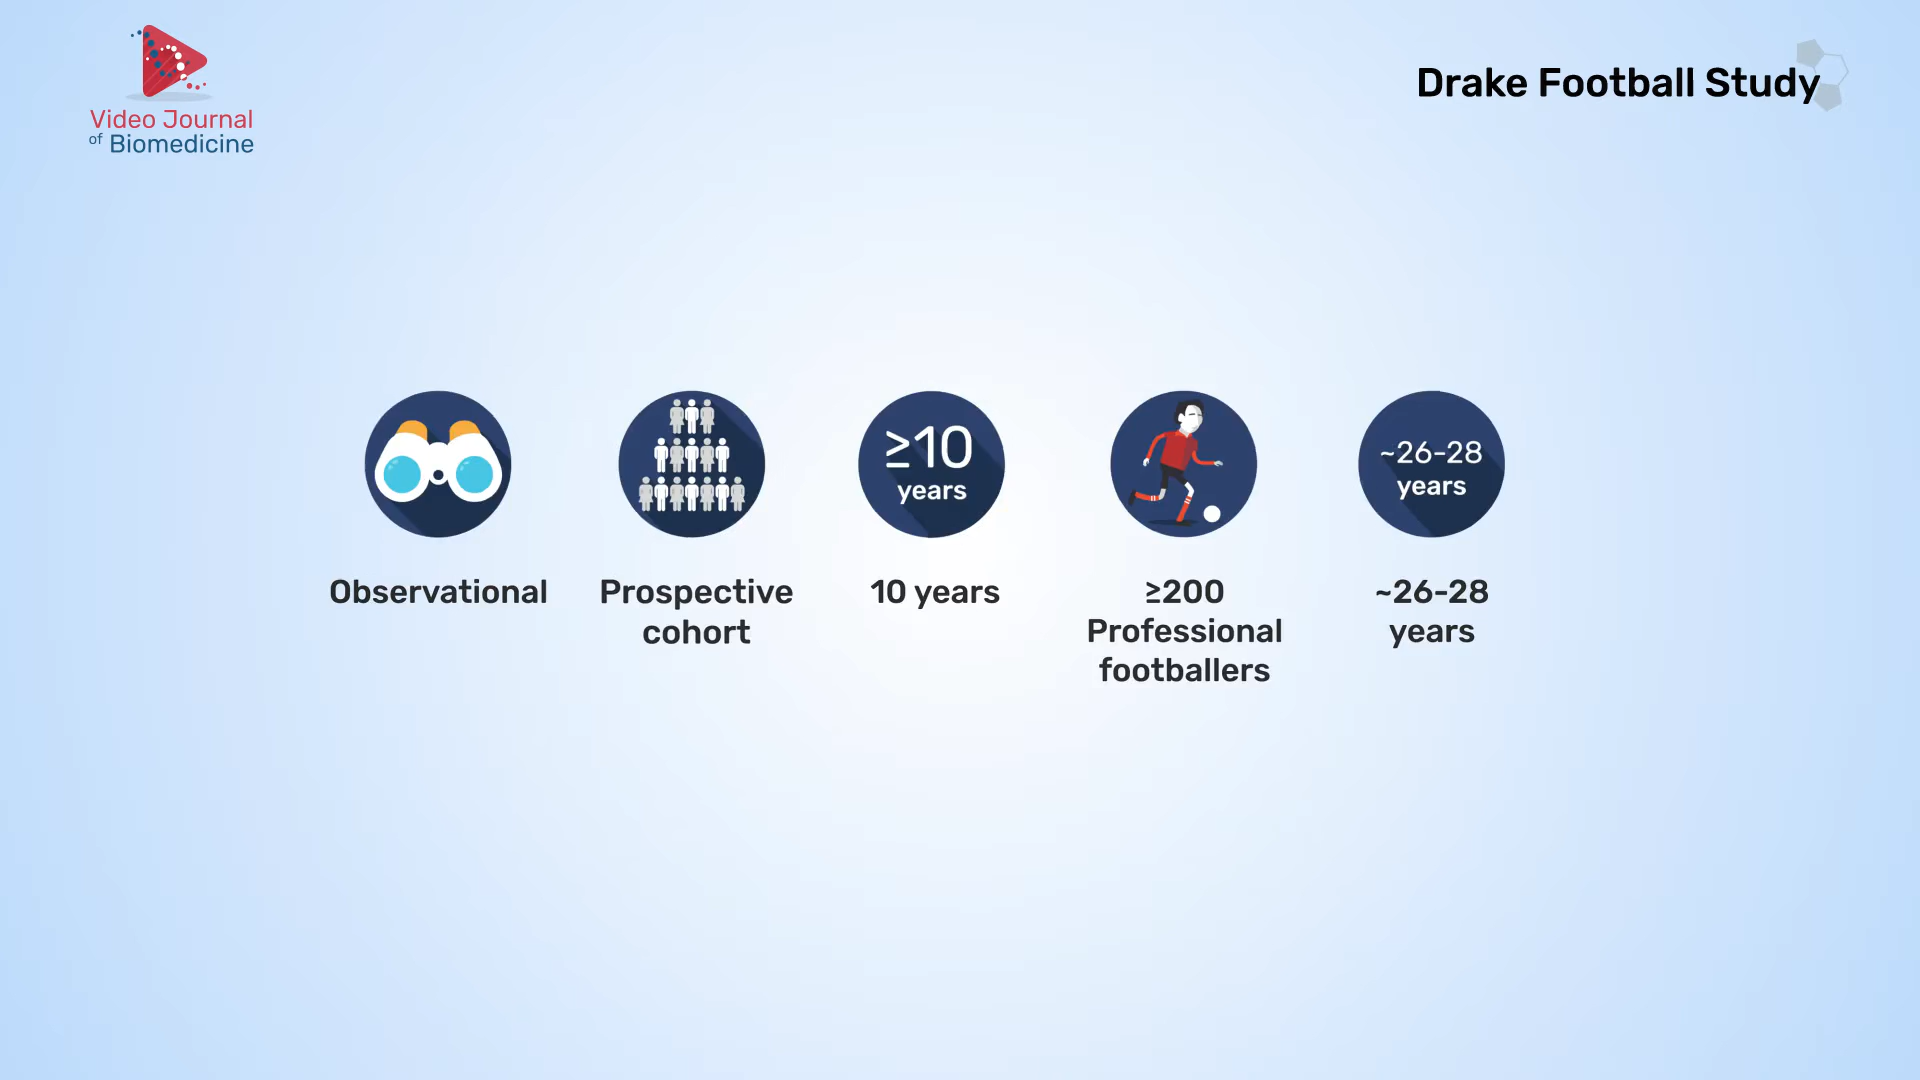 Video Journal
of Biomedicine
Drake Football Study
≥10
years
~26-28
years
Observational
Prospective
cohort
10 years
≥200
Professional
footballers
~26-28
years